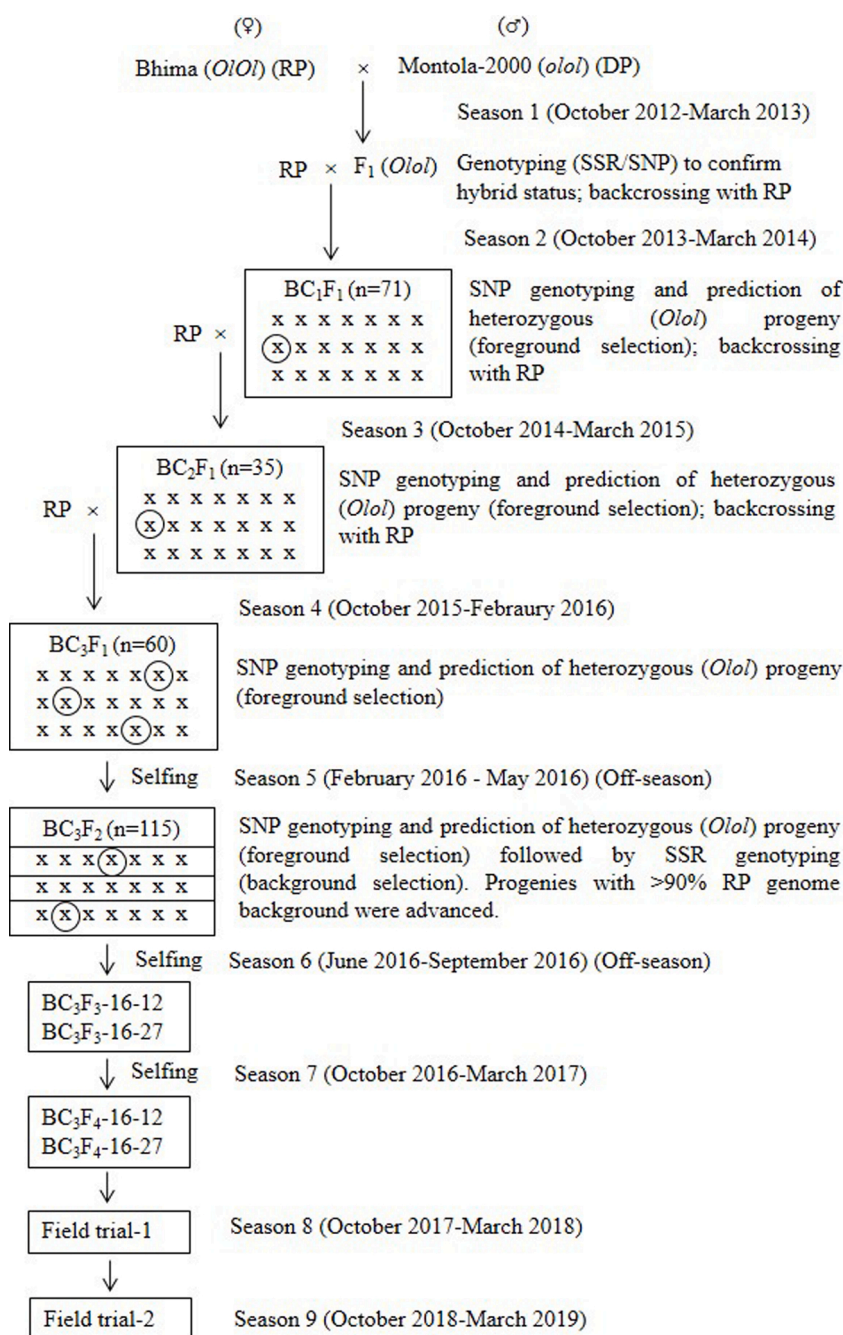 (♀) (♂)
Bhima (OlOl) (RP) × Montola-2000 (olol) (DP)
Season 1 (October 2012-March 2013)
RP × F₁ (Olol) Genotyping (SSR/SNP) to confirm
hybrid status; backcrossing with RP
Season 2 (October 2013-March 2014)
BC₁F₁ (n=71)
x x x x x x x
x x x x x x x
x x x x x x x
RP ×
SNP genotyping and prediction of
heterozygous (Olol) progeny
(foreground selection); backcrossing
with RP
Season 3 (October 2014-March 2015)
BC₂F₁ (n=35)
x x x x x x x
x x x x x x x
x x x x x x x
RP ×
SNP genotyping and prediction of heterozygous
(Olol) progeny (foreground selection); backcrossing
with RP
Season 4 (October 2015-Febraury 2016)
BC₃F₁ (n=60)
x x x x x x x
x x x x x x x
x x x x x x x
SNP genotyping and prediction of heterozygous (Olol) progeny
(foreground selection)
Selfing Season 5 (February 2016 - May 2016) (Off-season)
BC₃F₂ (n=115)
x x x x x x x
x x x x x x x
x x x x x x x
SNP genotyping and prediction of heterozygous (Olol) progeny
(foreground selection) followed by SSR genotyping
(background selection). Progenies with >90% RP genome
background were advanced.
Selfing Season 6 (June 2016-September 2016) (Off-season)
BC₃F₃-16-12
BC₃F₃-16-27
Selfing Season 7 (October 2016-March 2017)
BC₃F₄-16-12
BC₃F₄-16-27
Field trial-1 Season 8 (October 2017-March 2018)
Field trial-2 Season 9 (October 2018-March 2019)